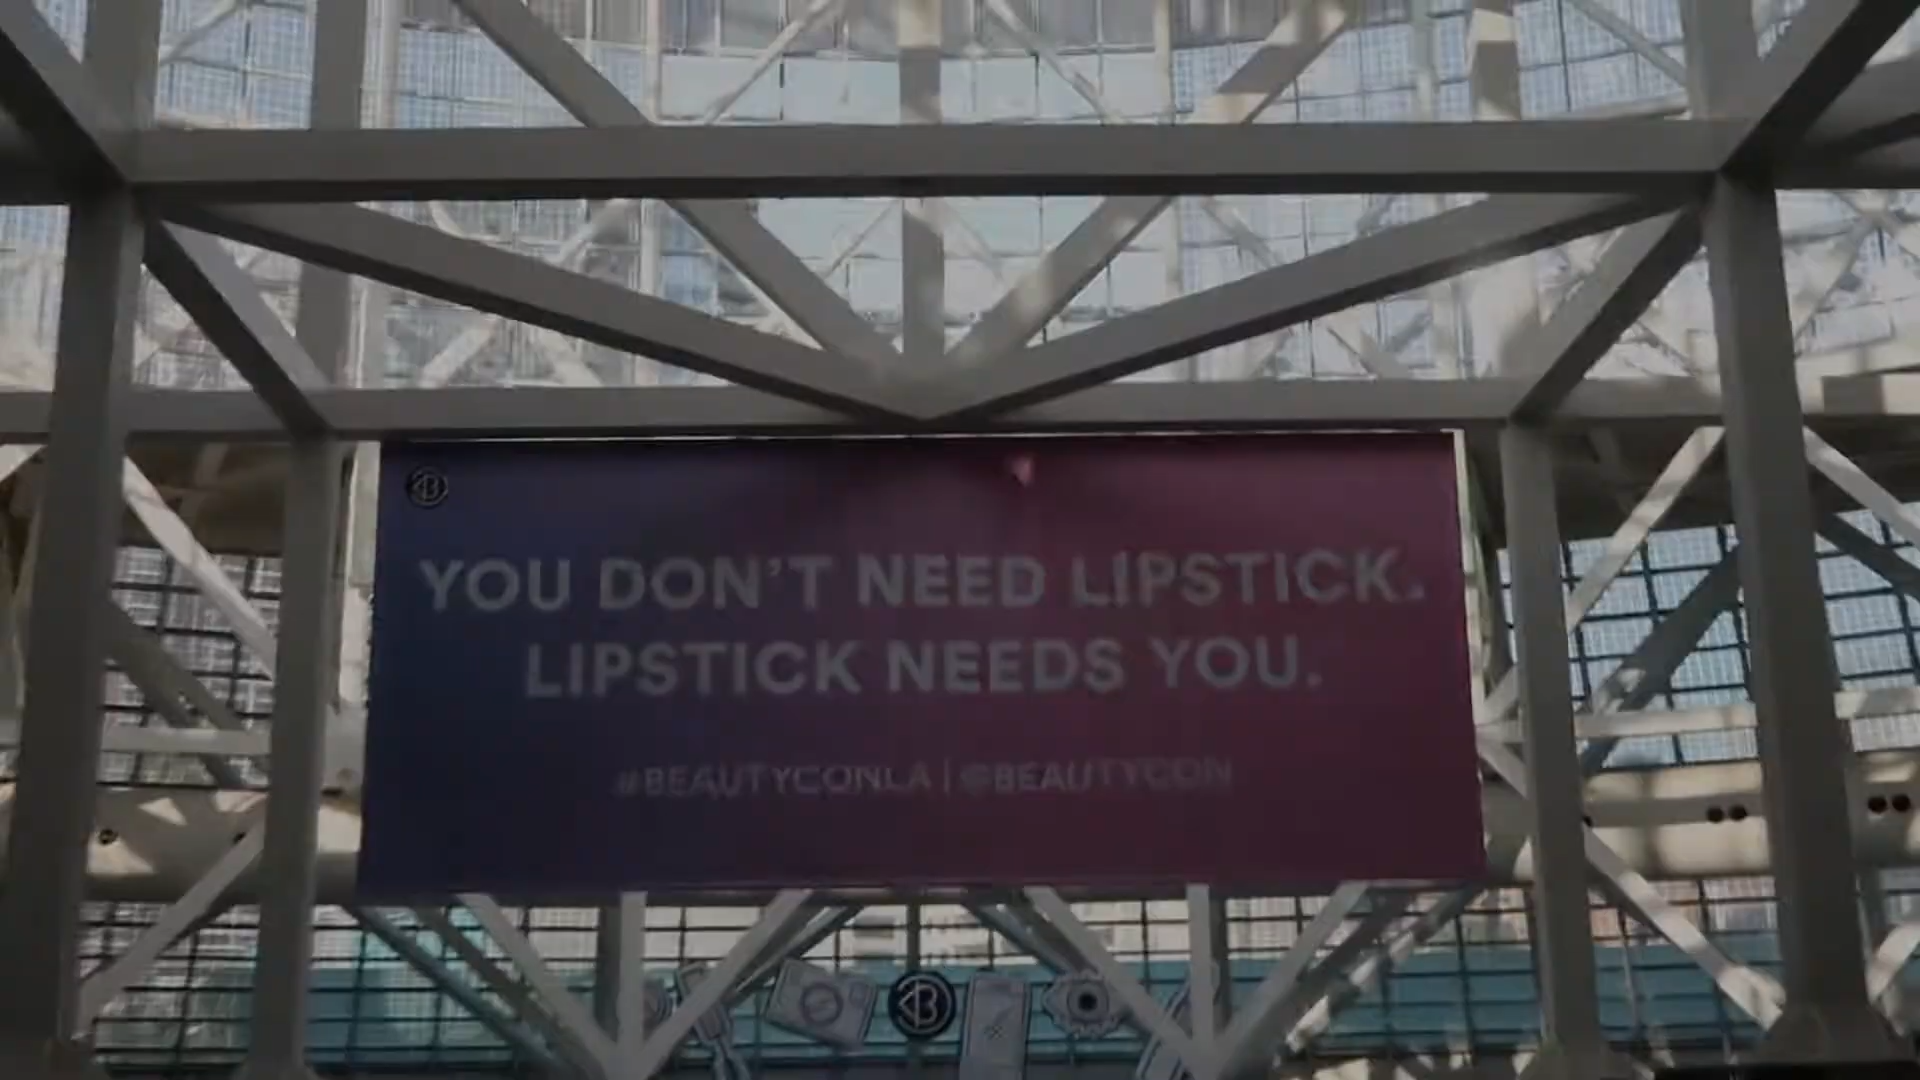 YOU DON'T NEED LIPSTICK.
LIPSTICK NEEDS YOU.
#BEAUTYCONLA | @BEAUTYCON